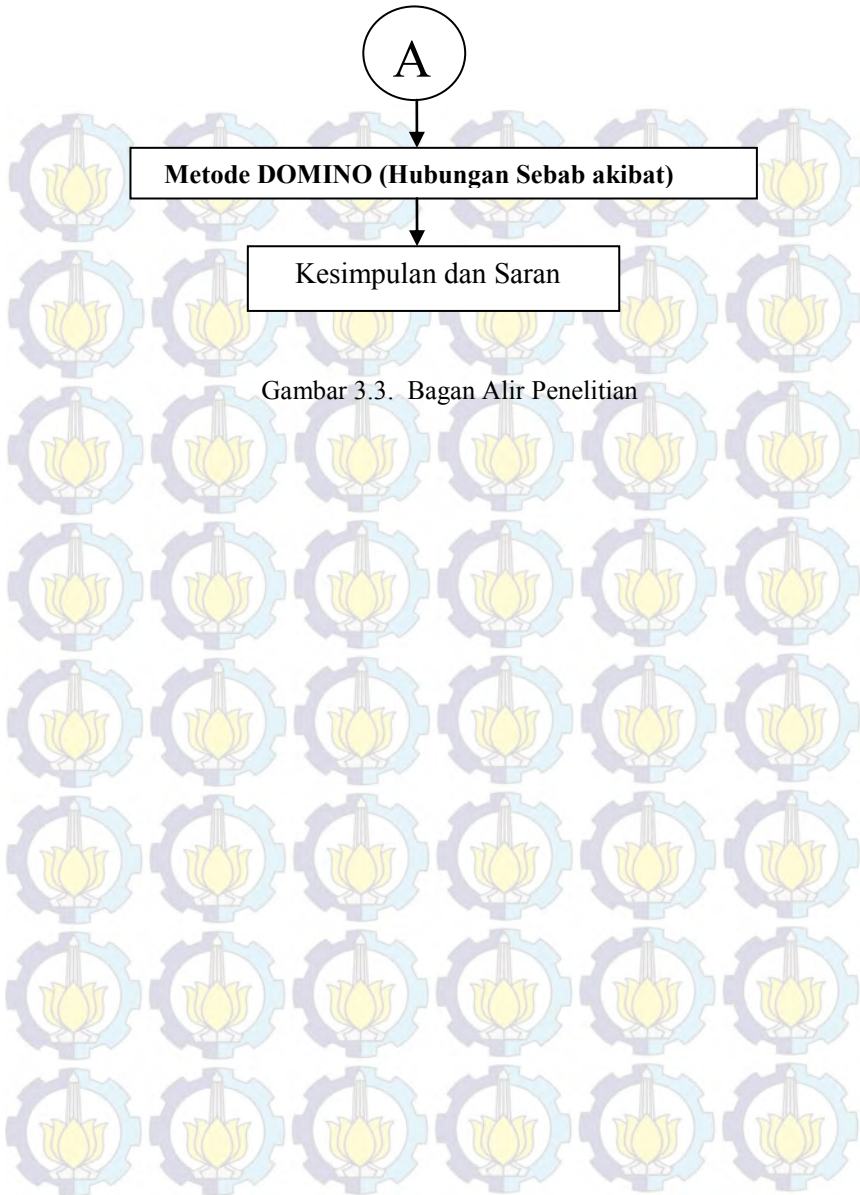 A
Metode DOMINO (Hubungan Sebab akibat)
Kesimpulan dan Saran
Gambar 3.3. Bagan Alir Penelitian